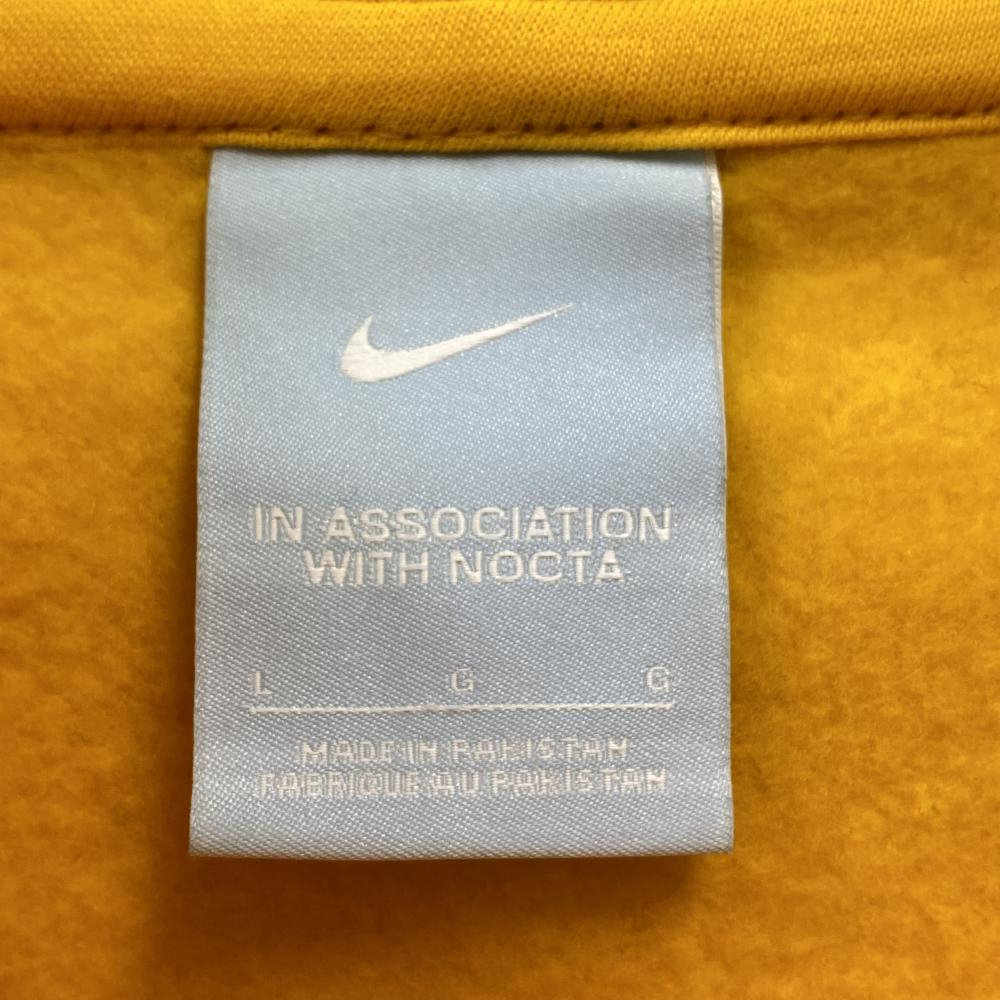 IN ASSOCIATION
WITH NOCTA
L G G
MADE IN PAKISTAN
FABRIQUE AU PAKISTAN